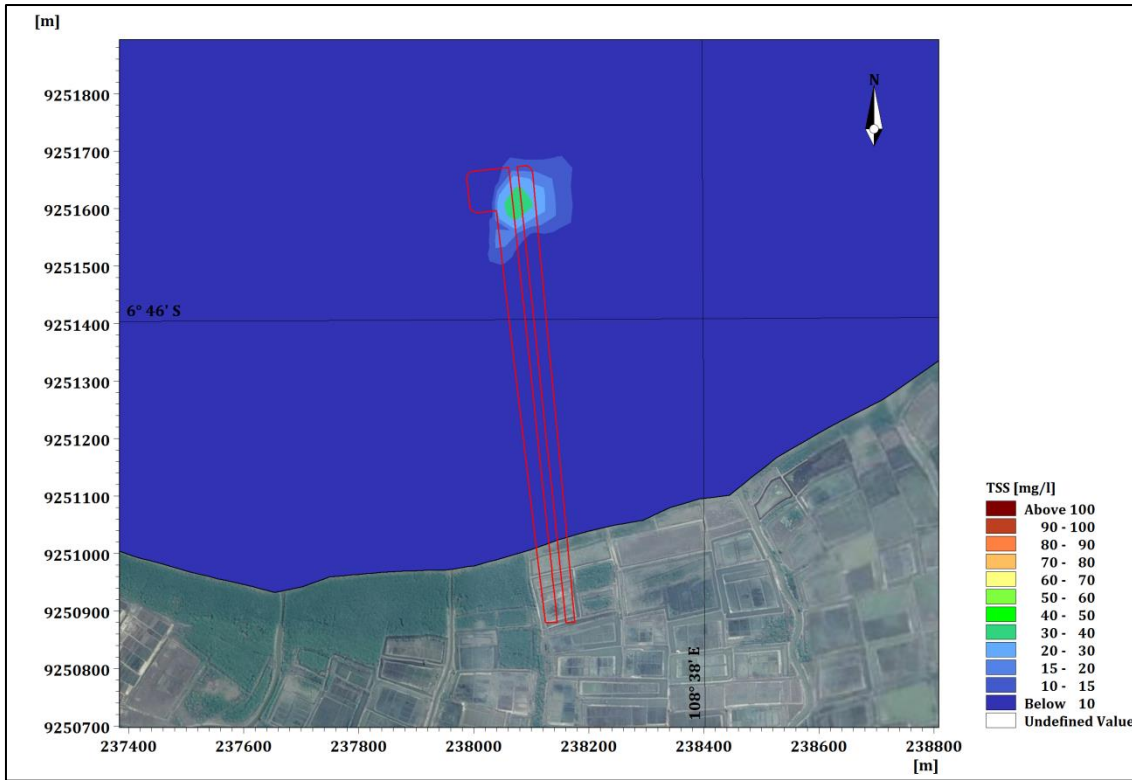 [m]
N
9251800
9251700
9251600
9251500
6° 46' S
9251400
9251300
9251200
9251100
9251000
9250900
9250800
9250700
108° 38' E
237400 237600 237800 238000 238200 238400 238600 238800
[m]
TSS [mg/l]
Above 100
90 - 100
80 - 90
70 - 80
60 - 70
50 - 60
40 - 50
30 - 40
20 - 30
15 - 20
10 - 15
Below 10
Undefined Value